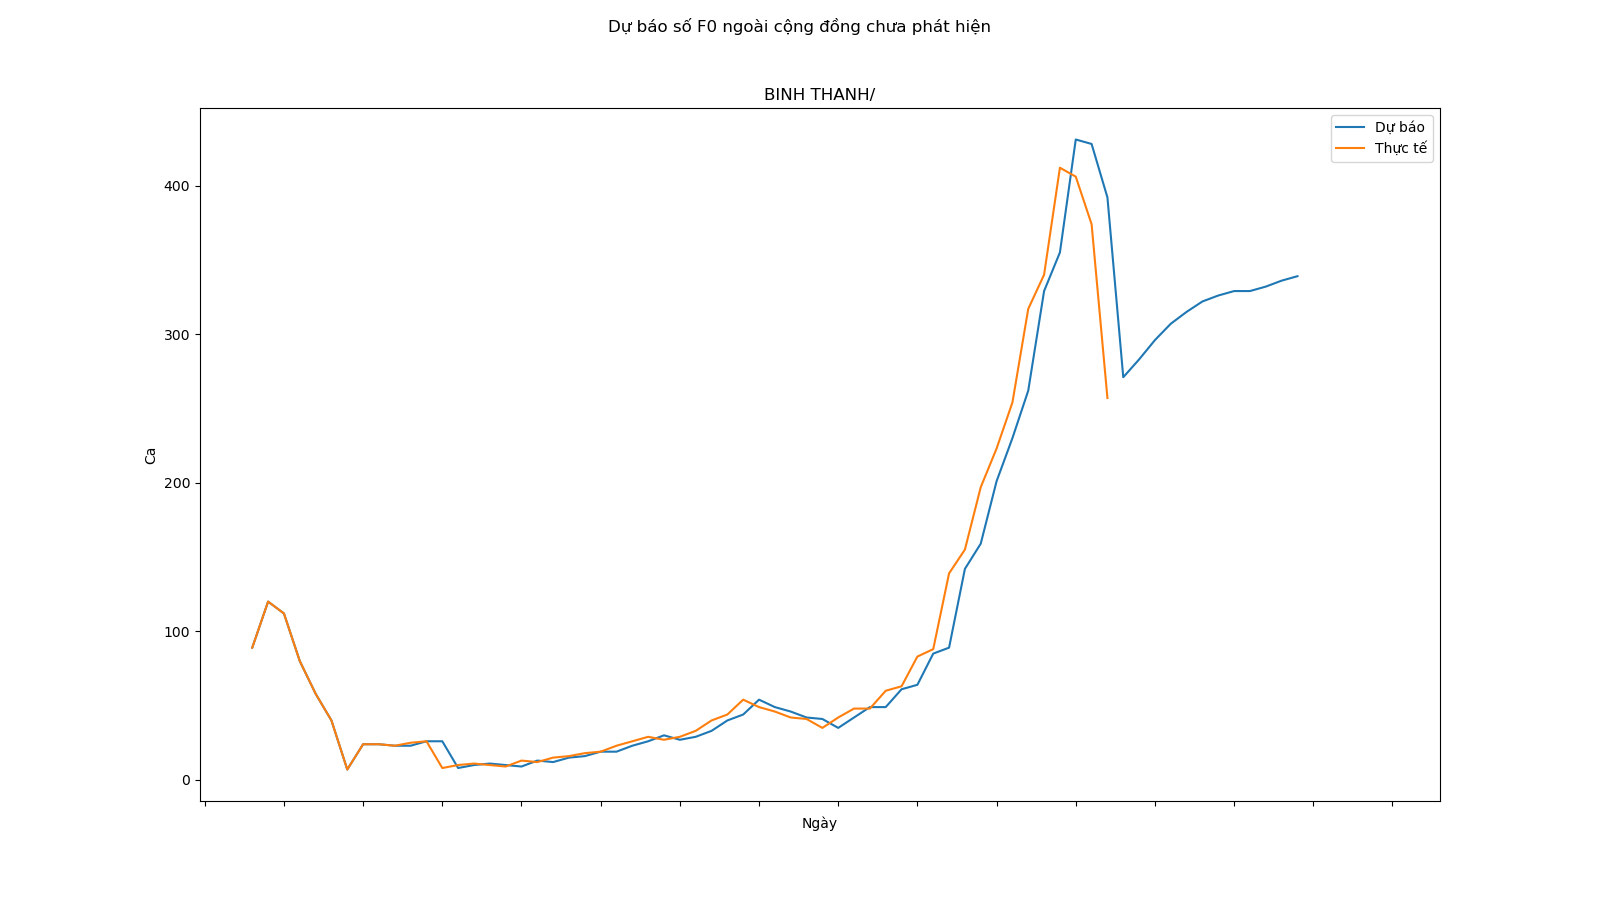 Dự báo số F0 ngoài cộng đồng chưa phát hiện
BINH THANH/
Dự báo
Thực tế
400
300
200
100
0
Ca
Ngày